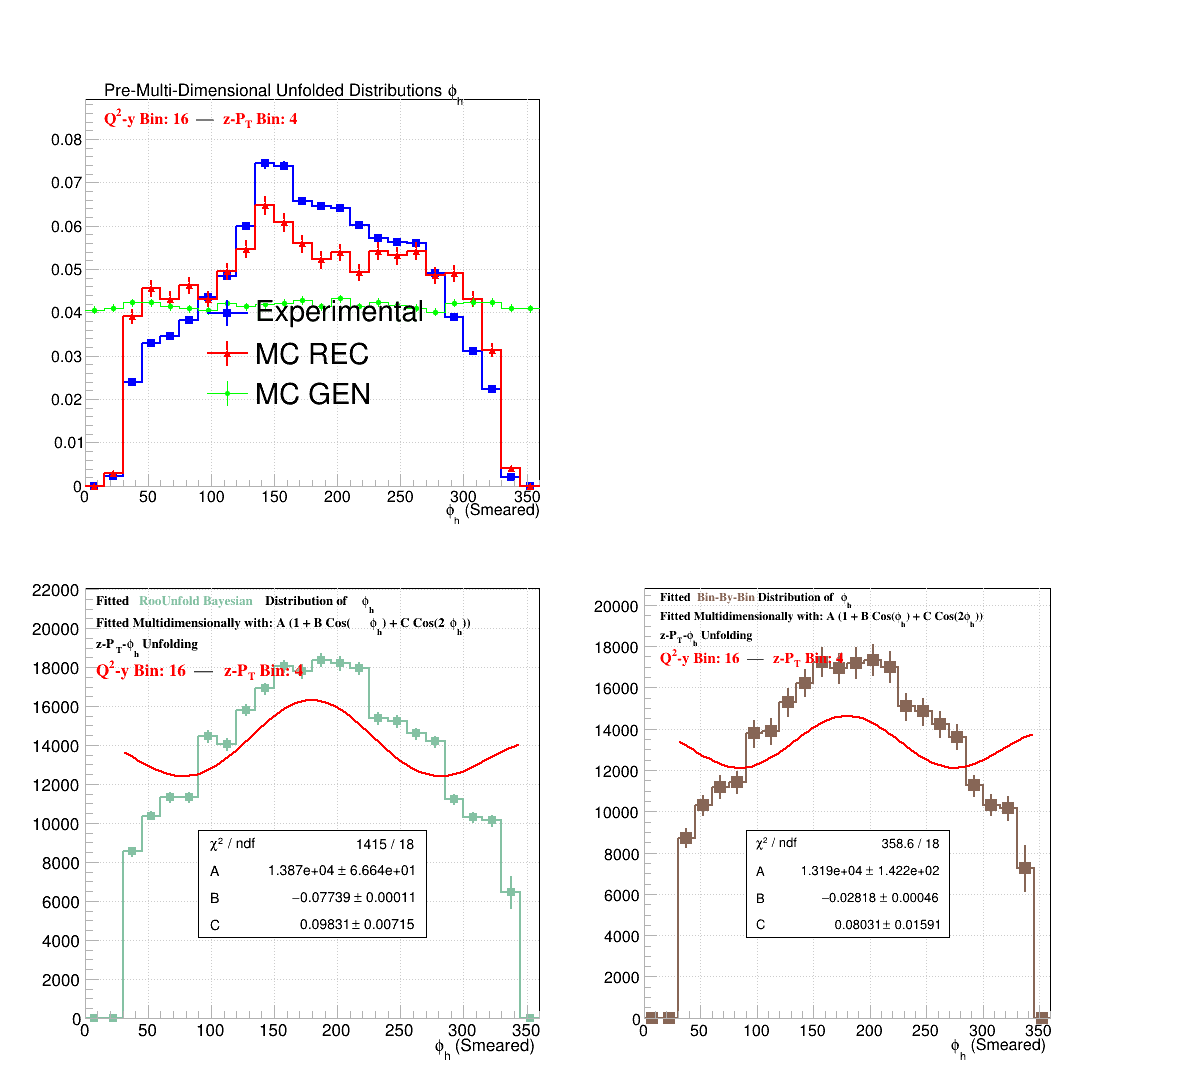 Pre-Multi-Dimensional Unfolded Distributions ϕh
Q2-y Bin: 16 — z-PT Bin: 4
0.08
0.07
0.06
0.05
0.04
0.03
0.02
0.01
0
Experimental
MC REC
MC GEN
0 50 100 150 200 250 300 350
ϕh (Smeared)
Fitted RooUnfold Bayesian Distribution of ϕh
Fitted Multidimensionally with: A (1 + B Cos( ϕh) + C Cos(2 ϕh))
z-PT-ϕh Unfolding
Q2-y Bin: 16 — z-PT Bin: 4
22000
20000
18000
16000
14000
12000
10000
8000
6000
4000
2000
0
χ2 / ndf 1415 / 18
A 1.387e+04 ± 6.664e+01
B −0.07739 ± 0.00011
C 0.09831 ± 0.00715
0 50 100 150 200 250 300 350
ϕh (Smeared)
Fitted Bin-By-Bin Distribution of ϕh
Fitted Multidimensionally with: A (1 + B Cos(ϕh) + C Cos(2ϕh))
z-PT-ϕh Unfolding
Q2-y Bin: 16 — z-PT Bin: 4
20000
18000
16000
14000
12000
10000
8000
6000
4000
2000
0
χ2 / ndf 358.6 / 18
A 1.319e+04 ± 1.422e+02
B −0.02818 ± 0.00046
C 0.08031 ± 0.01591
0 50 100 150 200 250 300 350
ϕh (Smeared)